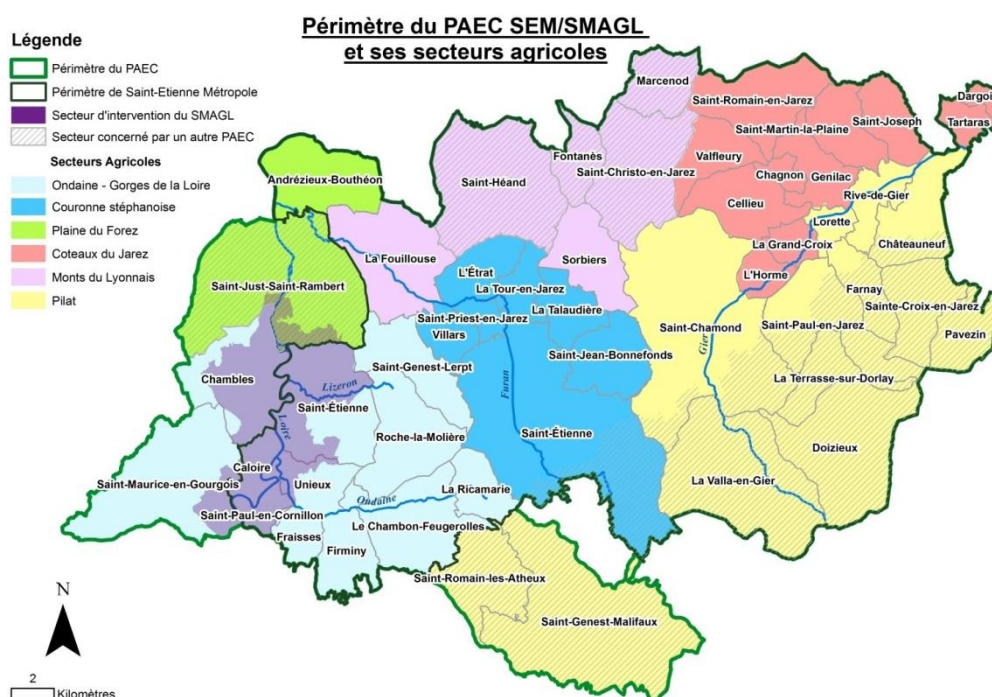 Périmètre du PAEC SEM/SMAGL
et ses secteurs agricoles
Légende
Périmètre du PAEC
Périmètre de Saint-Etienne Métropole
Secteur d'intervention du SMAGL
Secteur concerné par un autre PAEC
Secteurs Agricoles
Ondaine - Gorges de la Loire
Couronne stéphanoise
Plaine du Forez
Coteaux du Jarez
Monts du Lyonnais
Pilat
Marcenod
Saint-Romain-en-Jarez
Dargoi
Tartaras
Saint-Joseph
Saint-Martin-la-Plaine
Fontanès
Valfleury
Saint-Christo-en-Jarez
Chagnon
Genilac
Saint-Héand
Andrézieux-Bouthéon
Rive-de-Gier
Cellieu
Lorette
Châteauneuf
La Grand-Croix
La Fouillouse
Sorbiers
L'Étrat
L'Horme
Saint-Just-Saint-Rambert
La Tour-en-Jarez
Farnay
Sainte-Croix-en-Jarez
La Talaudière
Saint-Priest-en-Jarez
Saint-Chamond
Saint-Paul-en-Jarez
Villars
Pavezin
Gier
Saint-Jean-Bonnefonds
Saint-Genest-Lerpt
Furan
Chambles
Lizeron
La Terrasse-sur-Dorlay
Saint-Étienne
Loire
Roche-la-Molière
Saint-Étienne
Doizieux
Caloire
Saint-Maurice-en-Gourgois
Unieux
La Ricamarie
La Valla-en-Gier
Ondaine
Saint-Paul-en-Cornillon
Le Chambon-Feugerolles
Fraisses
Firminy
Saint-Romain-les-Atheux
Saint-Genest-Malifaux
N
2
Kilomètres